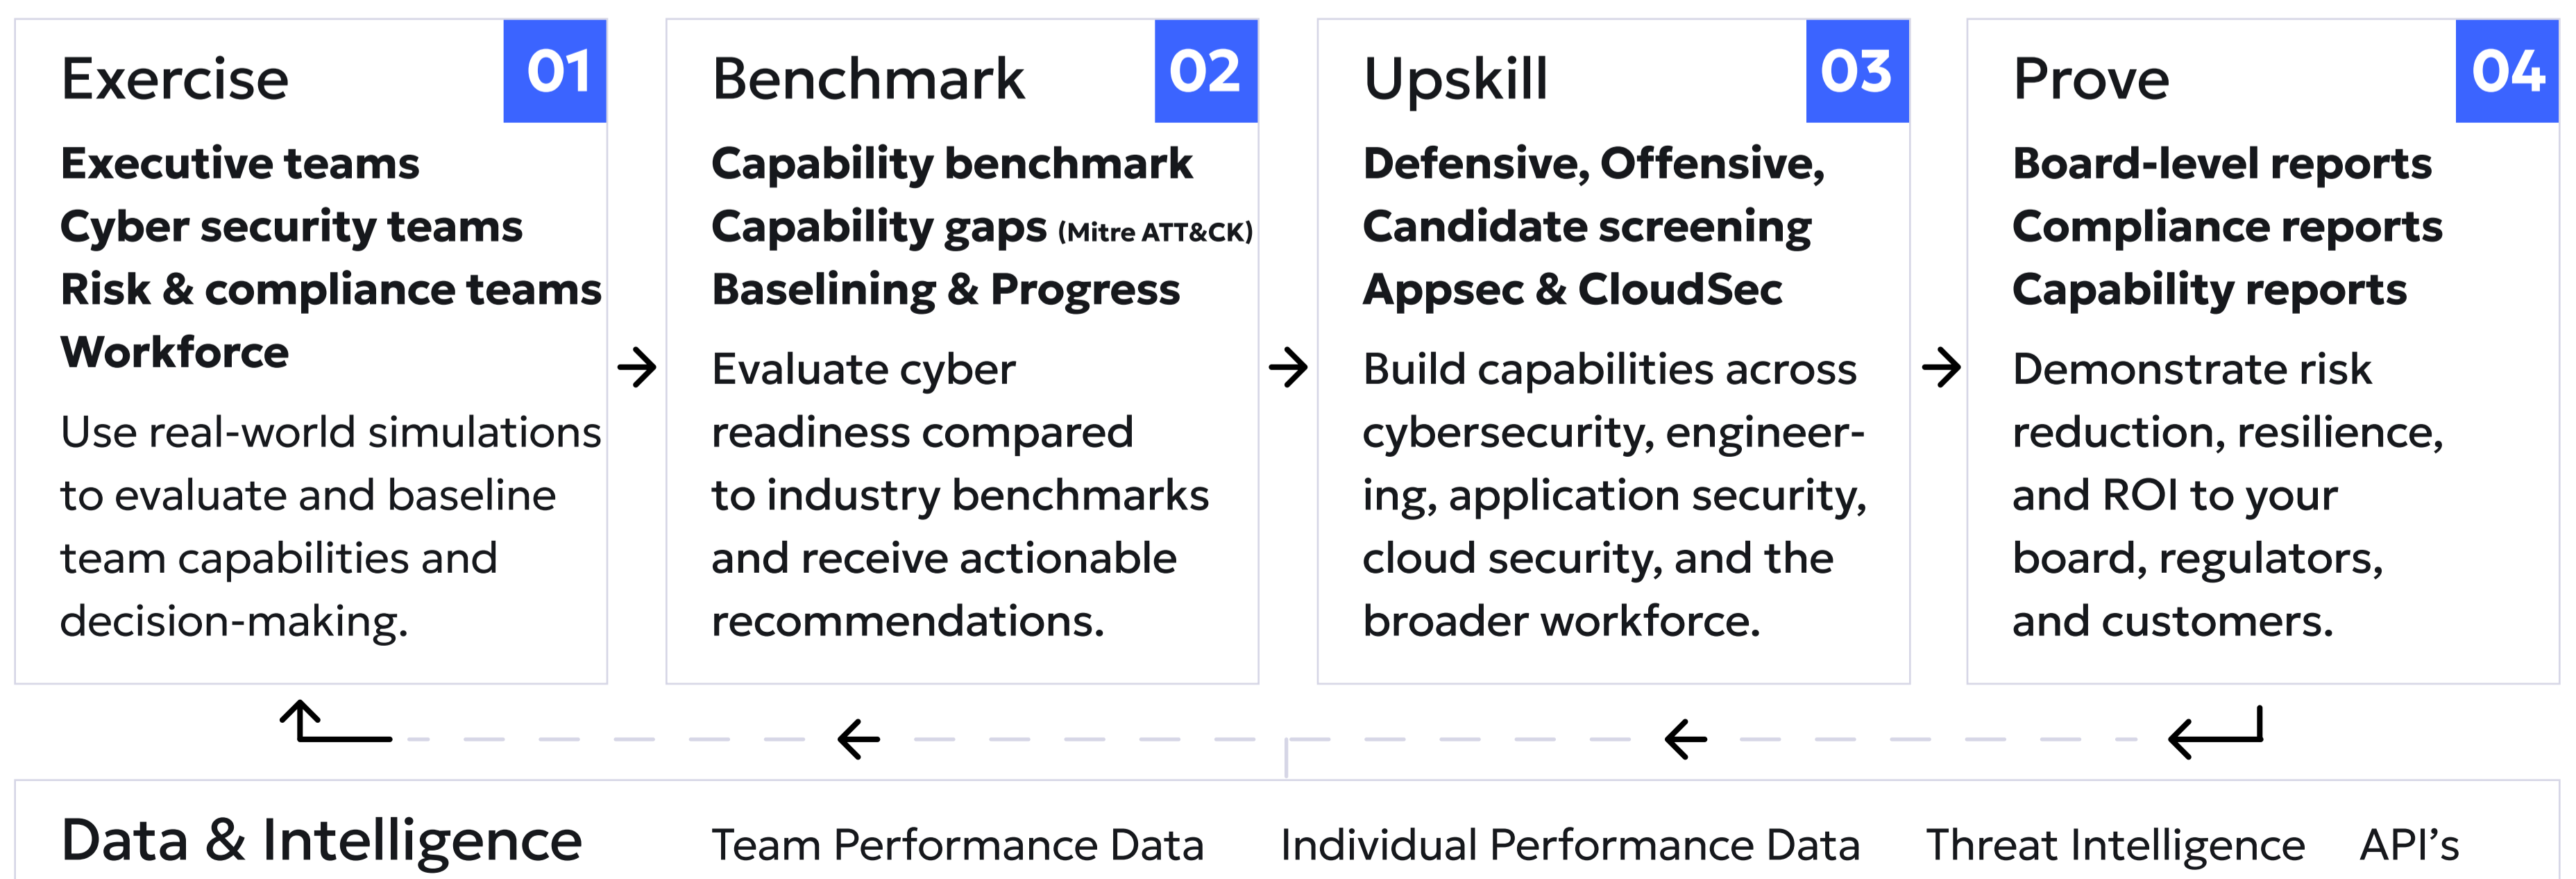 Exercise
01
Executive teams
Cyber security teams
Risk & compliance teams
Workforce
Use real-world simulations
to evaluate and baseline
team capabilities and
decision-making.
Benchmark
02
Capability benchmark
Capability gaps (Mitre ATT&CK)
Baselining & Progress
Evaluate cyber
readiness compared
to industry benchmarks
and receive actionable
recommendations.
Upskill
03
Defensive, Offensive,
Candidate screening
Appsec & CloudSec
Build capabilities across
cybersecurity, engineer-
ing, application security,
cloud security, and the
broader workforce.
Prove
04
Board-level reports
Compliance reports
Capability reports
Demonstrate risk
reduction, resilience,
and ROI to your
board, regulators,
and customers.
Data & Intelligence
Team Performance Data
Individual Performance Data
Threat Intelligence
API’s